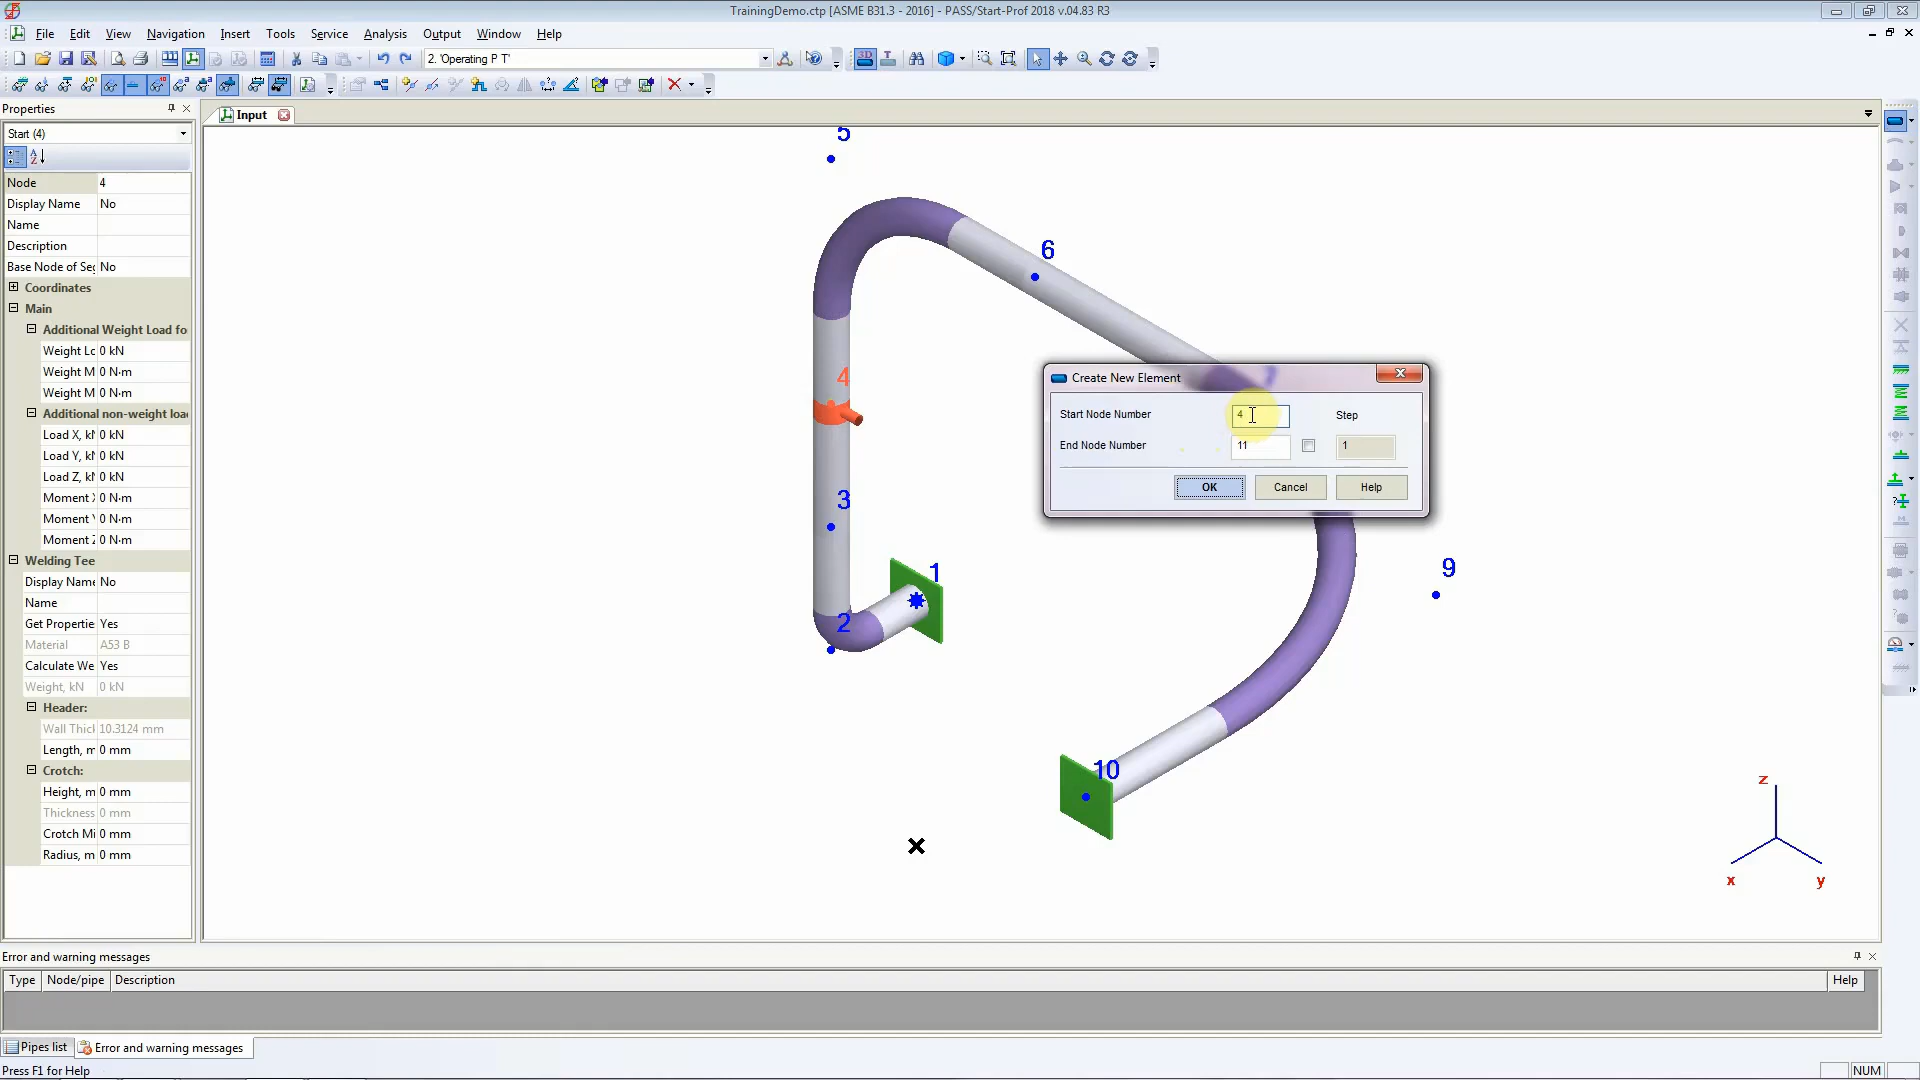 TrainingDemo.ctp [ASME B31.3 - 2016] - PASS/Start-Prof 2018 v.04.83 R3
File Edit View Navigation Insert Tools Service Analysis Output Window Help
2. 'Operating P T'
Properties
Input
Start (4)
Node 4
Display Name No
Name
Description
Base Node of Seg No
Coordinates
Main
Additional Weight Load fo
Weight Lc 0 kN
Weight M 0 N·m
Weight M 0 N·m
Additional non-weight load
Load X, kN 0 kN
Load Y, kN 0 kN
Load Z, kN 0 kN
Moment X 0 N·m
Moment Y 0 N·m
Moment Z 0 N·m
Welding Tee
Display Name No
Name
Get Propertie Yes
Material A53 B
Calculate We Yes
Weight, kN 0 kN
Header:
Wall Thick 10.3124 mm
Length, m 0 mm
Crotch:
Height, m 0 mm
Thickness 0 mm
Crotch Mi 0 mm
Radius, m 0 mm
5
6
4
3
1
2
9
10
Create New Element
Start Node Number 4 Step
End Node Number 11 1
OK Cancel Help
z
x
y
Error and warning messages
Type Node/pipe Description Help
Pipes list Error and warning messages
Press F1 for Help NUM